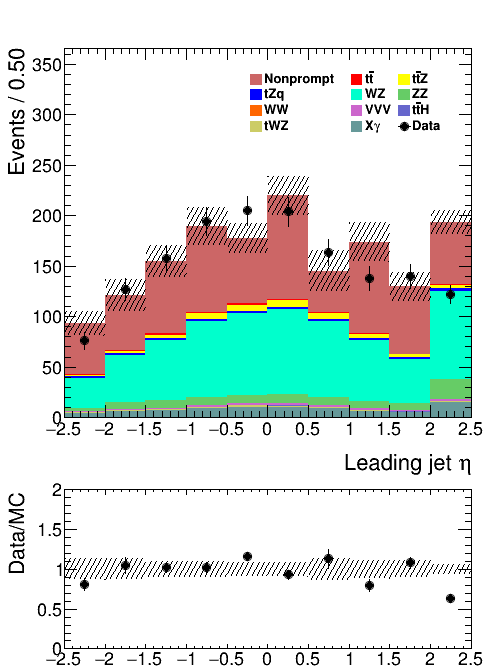 Events / 0.50
350
300
250
200
150
100
50
0
Nonprompt tt̄ tt̄Z
tZq WZ ZZ
WW VVV tt̄H
tWZ Xγ Data
−2.5 −2 −1.5 −1 −0.5 0 0.5 1 1.5 2 2.5
Leading jet η
Data/MC
2
1.5
1
0.5
0
−2.5 −2 −1.5 −1 −0.5 0 0.5 1 1.5 2 2.5